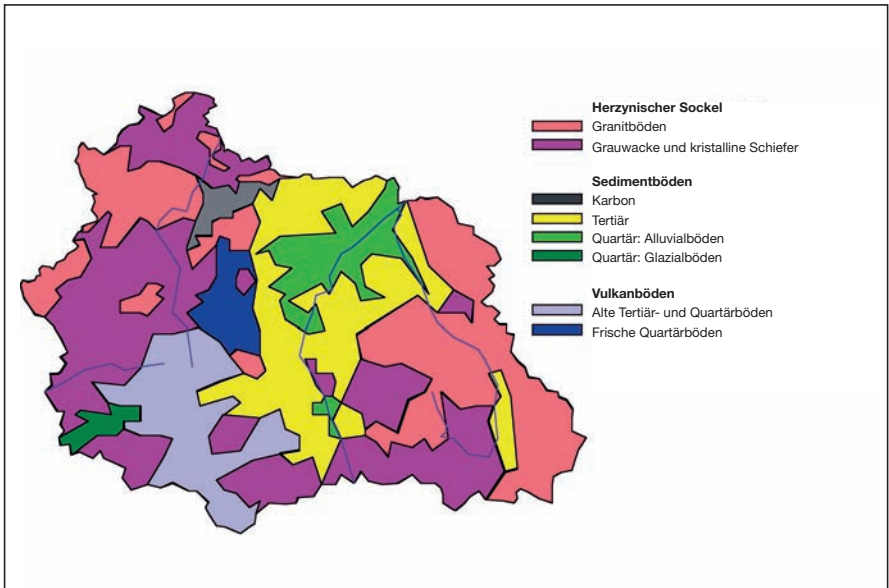 Herzynischer Sockel
Granitböden
Grauwacke und kristalline Schiefer
Sedimentböden
Karbon
Tertiär
Quartär: Alluvialböden
Quartär: Glazialböden
Vulkanböden
Alte Tertiär- und Quartärböden
Frische Quartärböden